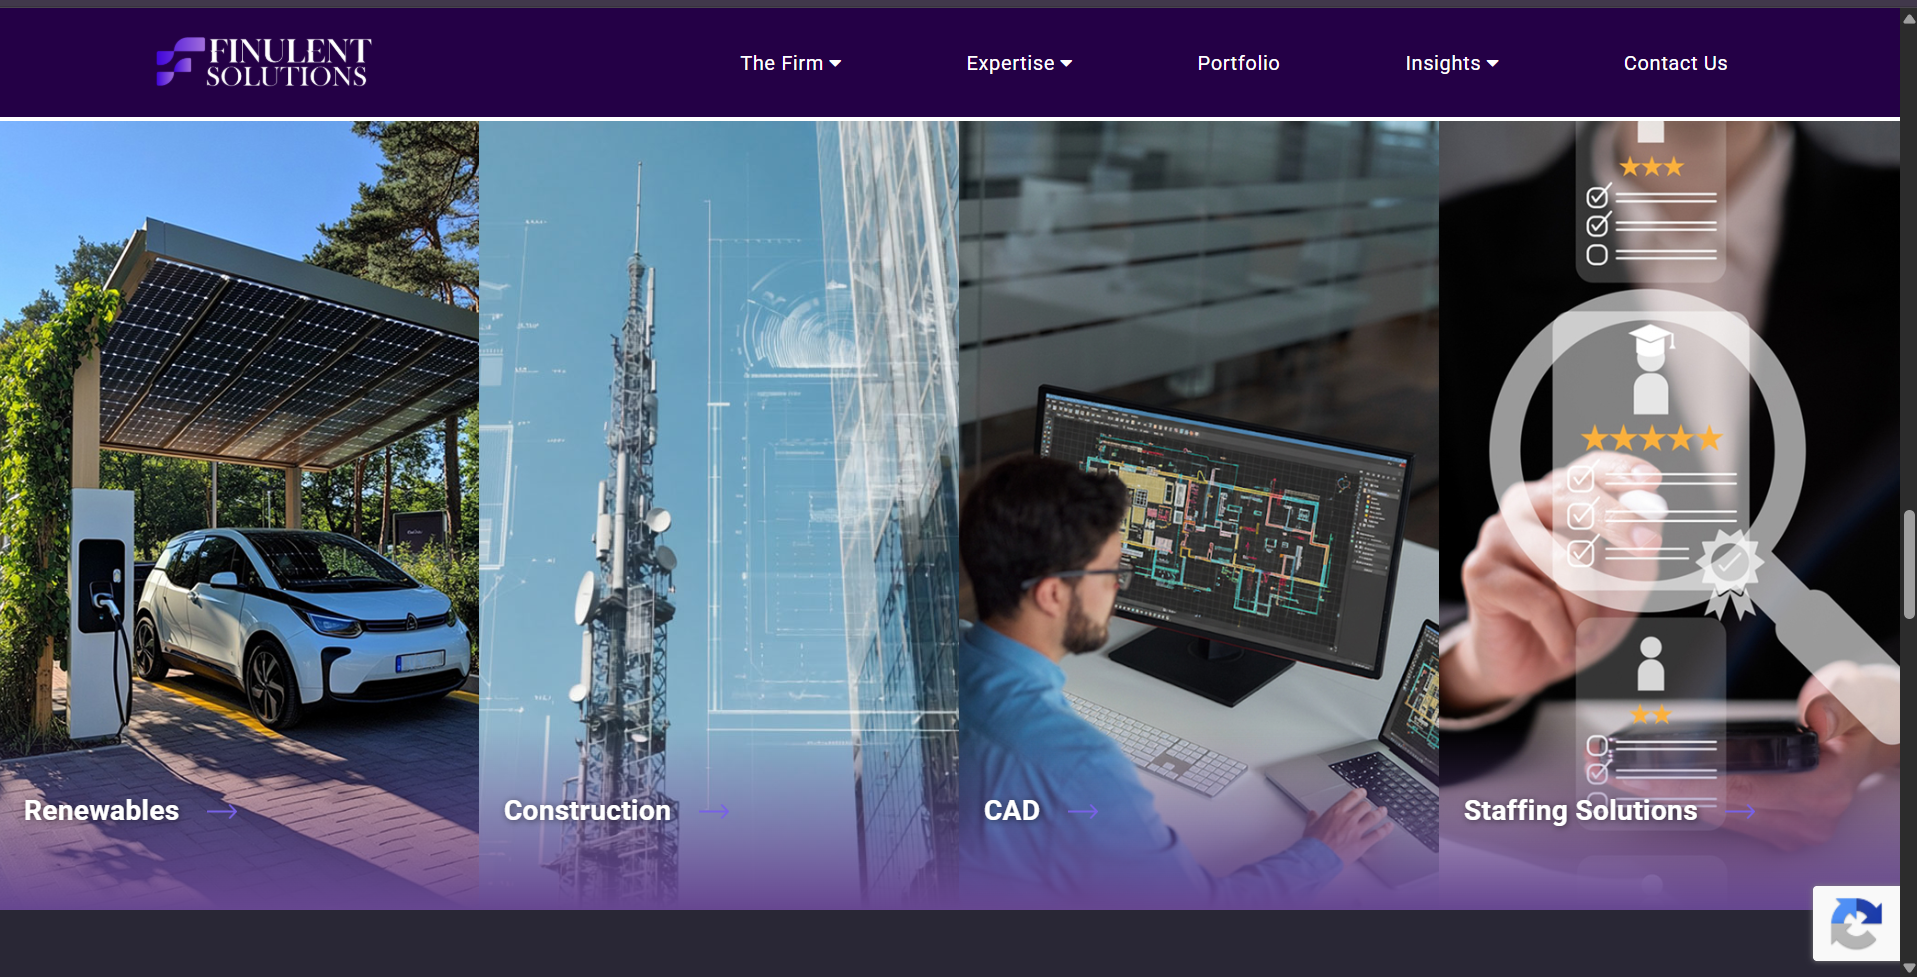 FINULENT
SOLUTIONS
The Firm
Expertise
Portfolio
Insights
Contact Us
Renewables
Construction
CAD
Staffing Solutions